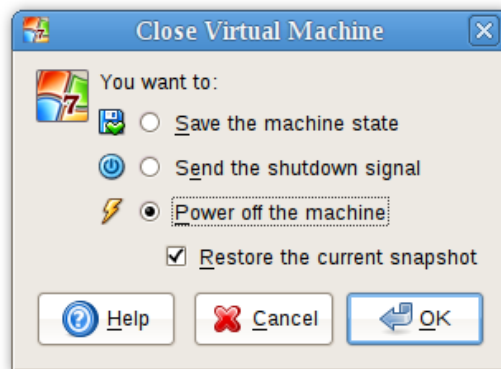 Close Virtual Machine
You want to:
Save the machine state
Send the shutdown signal
Power off the machine
Restore the current snapshot
Help
Cancel
OK